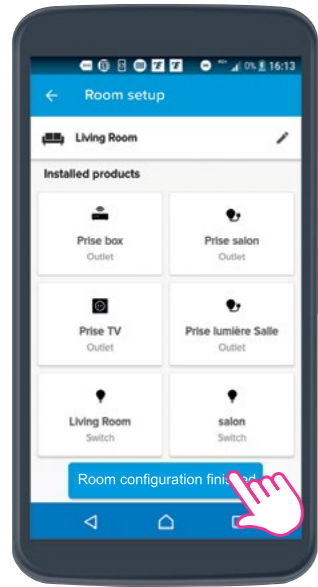 0% 16:13
Room setup
Living Room
Installed products
Prise box
Outlet
Prise salon
Outlet
Prise TV
Outlet
Prise lumière Salle
Outlet
Living Room
Switch
salon
Switch
Room configuration finished